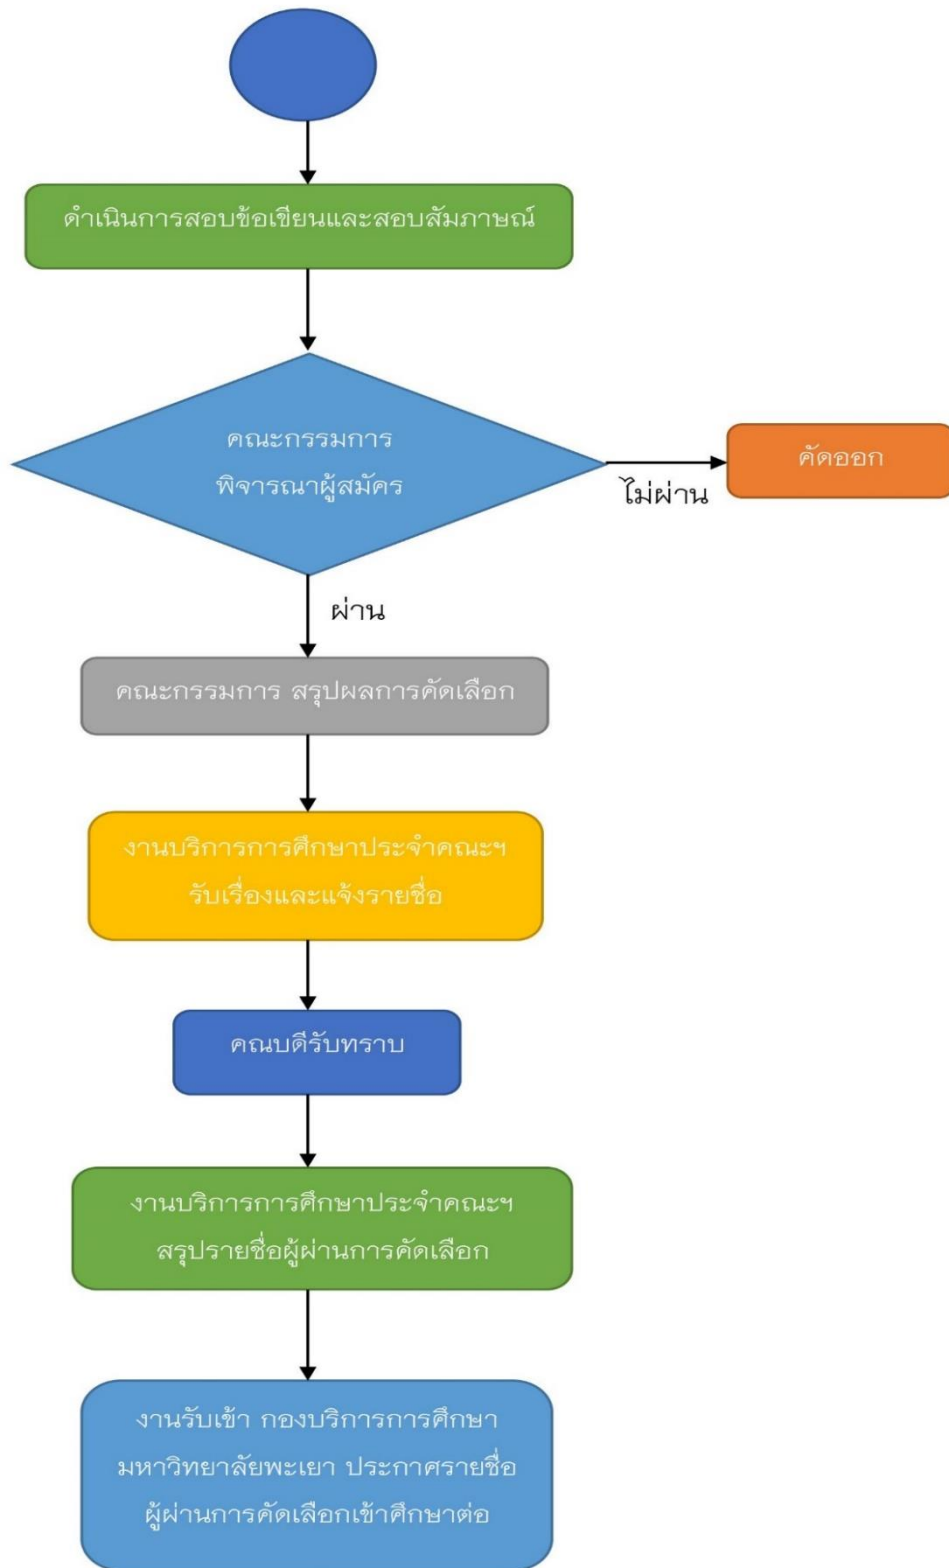 ดำเนินการสอบข้อเขียนและสอบสัมภาษณ์
คณะกรรมการ
พิจารณาผู้สมัคร
คัดออก
ไม่ผ่าน
ผ่าน
คณะกรรมการ สรุปผลการคัดเลือก
งานบริการการศึกษาประจำคณะฯ
รับเรื่องและแจ้งรายชื่อ
คณบดีรับทราบ
งานบริการการศึกษาประจำคณะฯ
สรุปรายชื่อผู้ผ่านการคัดเลือก
งานรับเข้า กองบริการการศึกษา
มหาวิทยาลัยพะเยา ประกาศรายชื่อ
ผู้ผ่านการคัดเลือกเข้าศึกษาต่อ